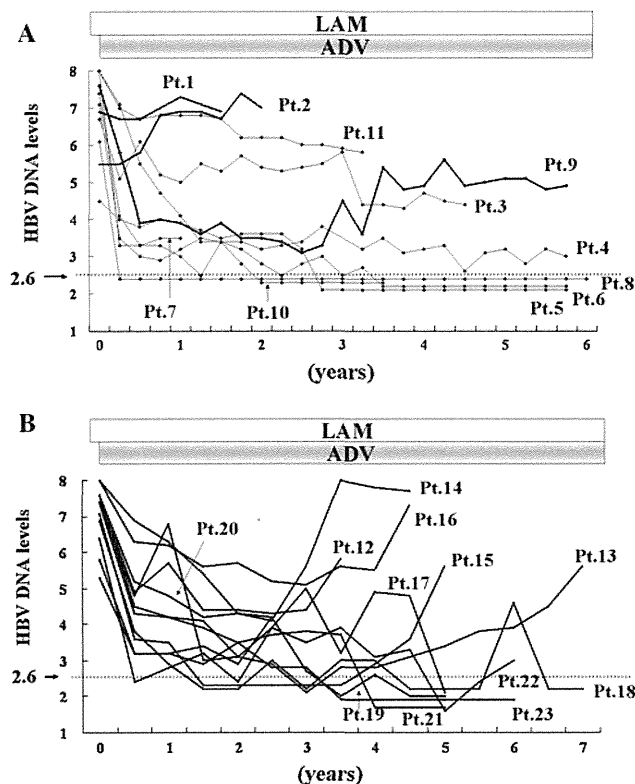 A
LAM
ADV
HBV DNA levels
8
7
6
5
4
3
2.6
2
1
Pt.1
Pt.2
Pt.11
Pt.9
Pt.3
Pt.4
Pt.8
Pt.6
Pt.5
Pt.7
Pt.10
0 1 2 3 4 5 6
(years)
B
LAM
ADV
HBV DNA levels
8
7
6
5
4
3
2.6
2
1
Pt.14
Pt.16
Pt.20
Pt.12
Pt.15
Pt.13
Pt.17
Pt.22
Pt.18
Pt.19
Pt.21
Pt.23
0 1 2 3 4 5 6 7
(years)